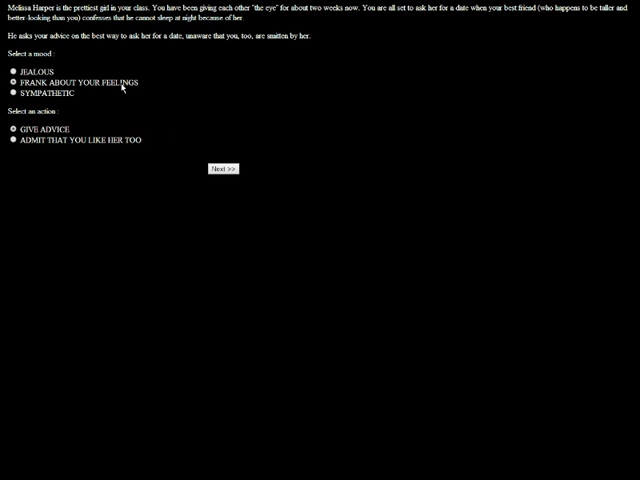 Melissa Harper is the prettiest girl in your class. You have been giving each other "the eye" for about two weeks now. You are all set to ask her for a date when your best friend (who happens to be taller and
better-looking than you) confesses that he cannot sleep at night because of her.
He asks your advice on the best way to ask her for a date, unaware that you, too, are smitten by her.
Select a mood :
JEALOUS
FRANK ABOUT YOUR FEELINGS
SYMPATHETIC
Select an action :
GIVE ADVICE
ADMIT THAT YOU LIKE HER TOO
Next >>